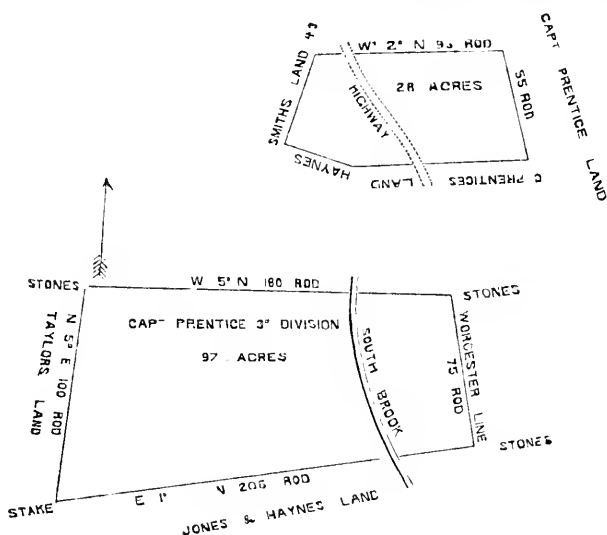 W' 2° N 93 ROD
SMITHS LAND 43
HIGHWAY
28 ACRES
55 ROD
CAPT PRENTICE LAND
HAYNES
C PRENTICES LAND
STONES
W 5° N 180 ROD
STONES
CAPT PRENTICE 3D DIVISION
97 ACRES
N 5° E 100 ROD
TAYLORS LAND
SOUTH BROOK
WORCESTER LINE
75 ROD
STONES
STAKE
E 1° N 206 ROD
JONES & HAYNES LAND